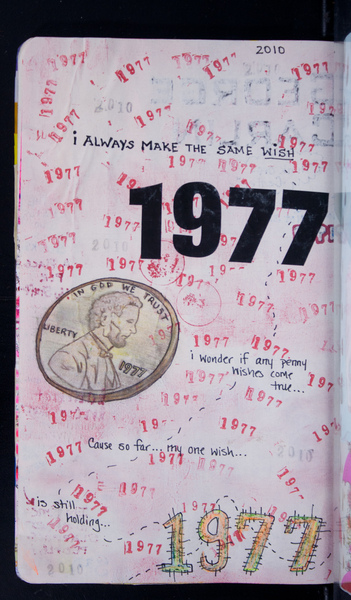 2010
i ALWAYS MAKE THE SAME WISH
1977
IN GOD WE TRUST
LIBERTY
1977
i wonder if any penny
wishes come
true...
Cause so far... my one wish...
is still
holding...
1977